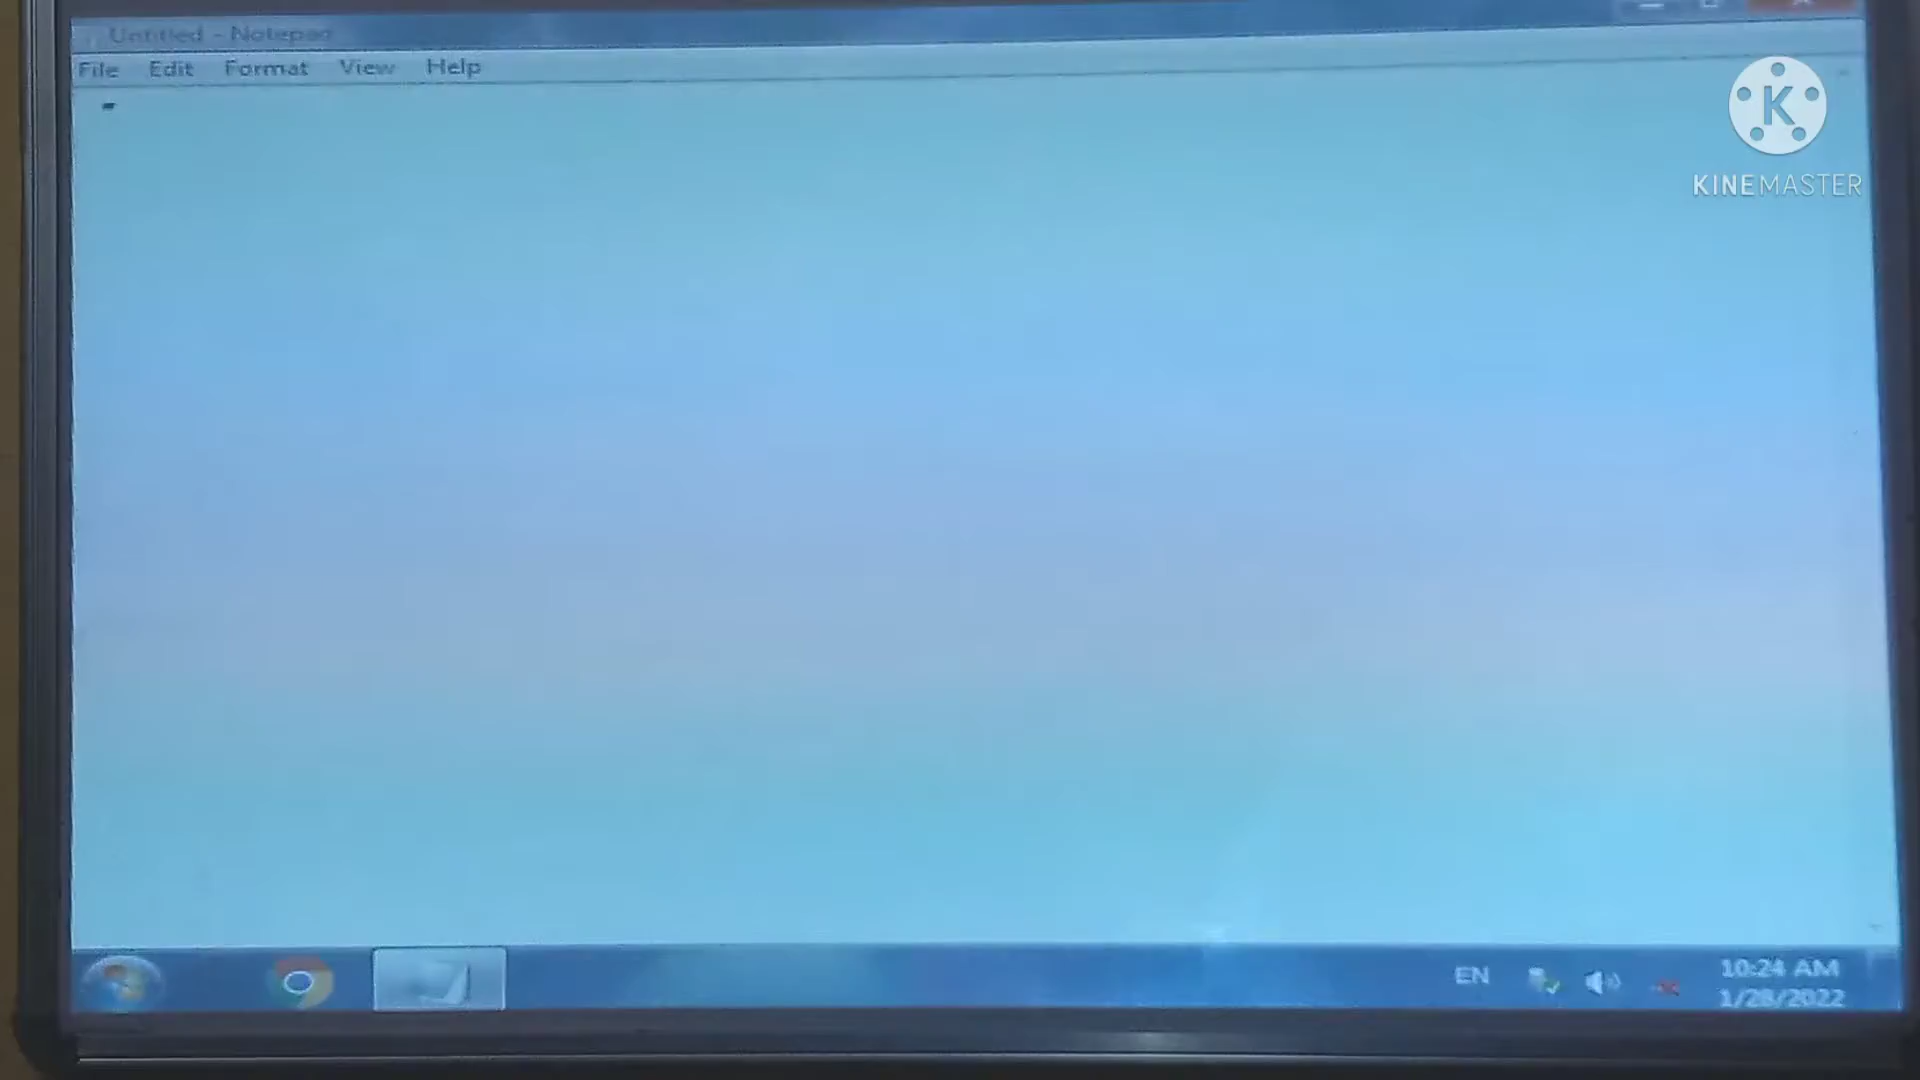 Untitled - Notepad
File Edit Format View Help
K
KINEMASTER
EN
10:24 AM
1/28/2022